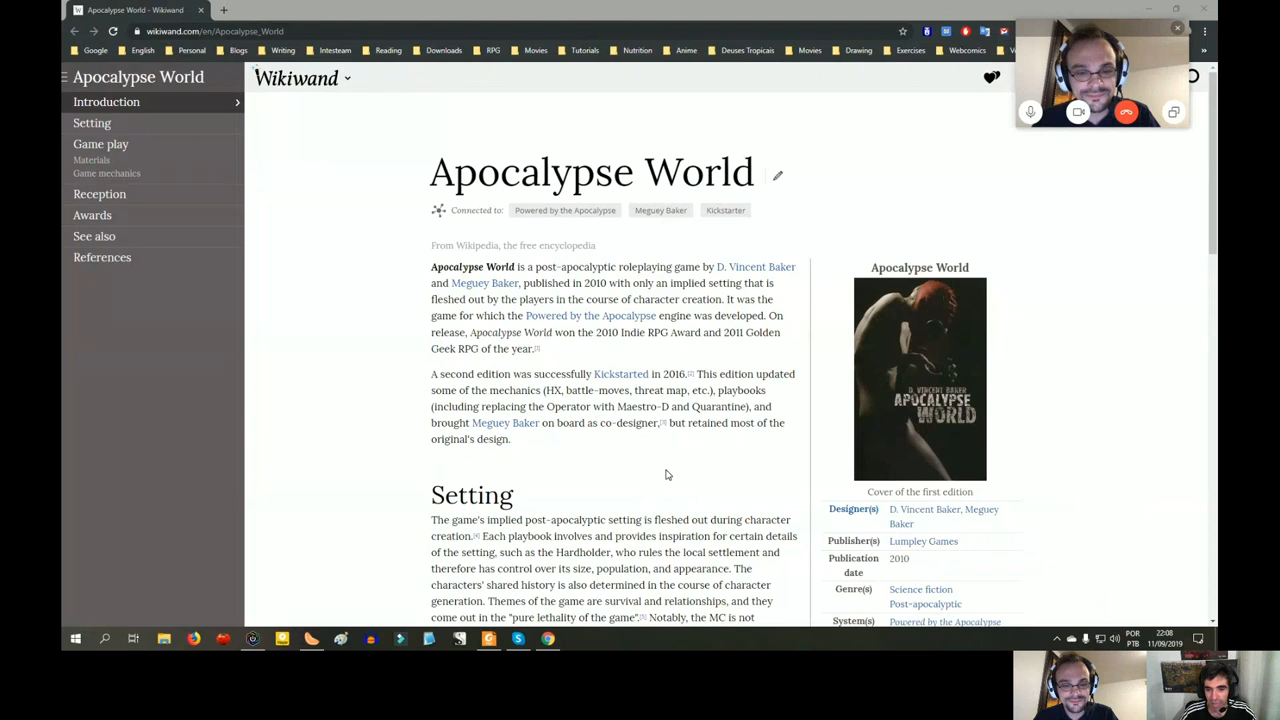 Apocalypse World - Wikiwand
wikiwand.com/en/Apocalypse_World
Google English Personal Blogs Writing Intesteam Reading Downloads RPG Movies Tutorials Nutrition Anime Deuses Tropicais Movies Drawing Exercises Webcomics
Apocalypse World
Introduction
Setting
Game play
Materials
Game mechanics
Reception
Awards
See also
References
Wikiwand
Apocalypse World
Connected to: Powered by the Apocalypse Meguey Baker Kickstarter
From Wikipedia, the free encyclopedia
Apocalypse World is a post-apocalyptic roleplaying game by D. Vincent Baker
and Meguey Baker, published in 2010 with only an implied setting that is
fleshed out by the players in the course of character creation. It was the
game for which the Powered by the Apocalypse engine was developed. On
release, Apocalypse World won the 2010 Indie RPG Award and 2011 Golden
Geek RPG of the year.[1]
A second edition was successfully Kickstarted in 2016.[2] This edition updated
some of the mechanics (HX, battle-moves, threat map, etc.), playbooks
(including replacing the Operator with Maestro-D and Quarantine), and
brought Meguey Baker on board as co-designer,[3] but retained most of the
original's design.
Setting
The game's implied post-apocalyptic setting is fleshed out during character
creation.[4] Each playbook involves and provides inspiration for certain details
of the setting, such as the Hardholder, who rules the local settlement and
therefore has control over its size, population, and appearance. The
characters' shared history is also determined in the course of character
generation. Themes of the game are survival and relationships, and they
come out in the "pure lethality of the game".[5] Notably, the MC is not
Apocalypse World
D. VINCENT BAKER
APOCALYPSE
WORLD
Cover of the first edition
Designer(s) D. Vincent Baker, Meguey
Baker
Publisher(s) Lumpley Games
Publication 2010
date
Genre(s) Science fiction
Post-apocalyptic
System(s) Powered by the Apocalypse
POR
PTB
22:08
11/09/2019